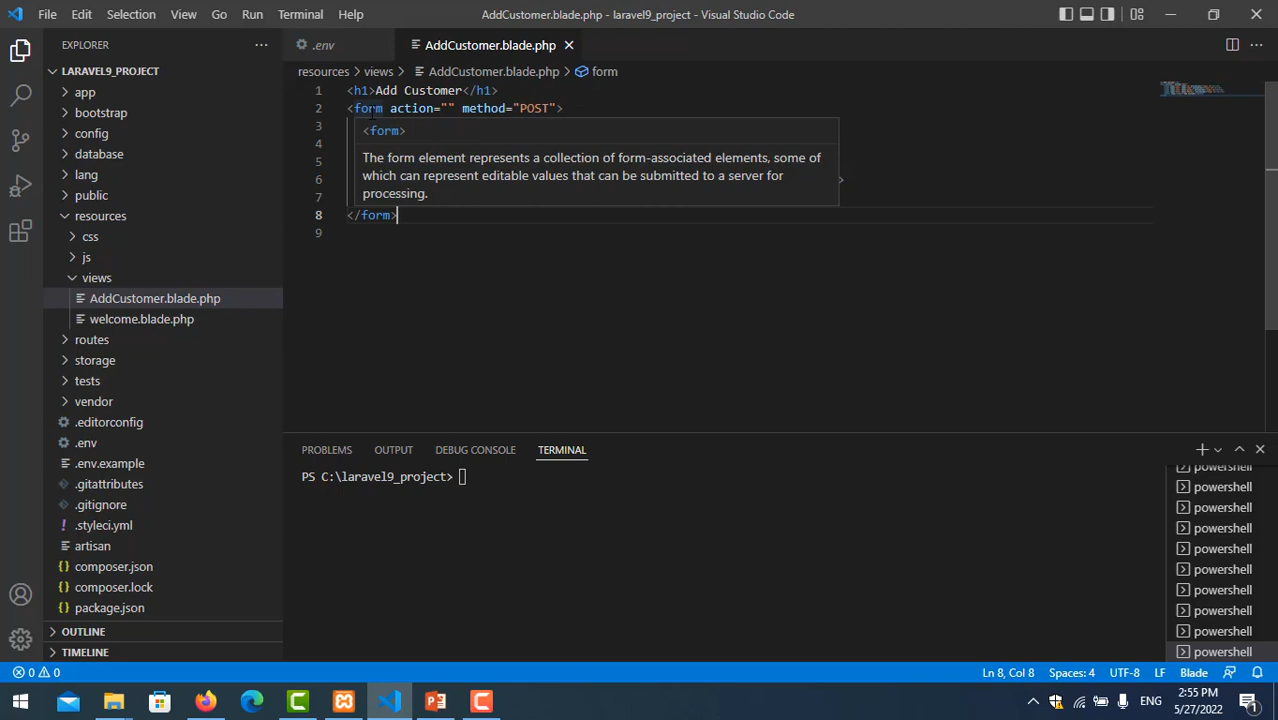 File Edit Selection View Go Run Terminal Help AddCustomer.blade.php - laravel9_project - Visual Studio Code
EXPLORER
LARAVEL9_PROJECT
app
bootstrap
config
database
lang
public
resources
css
js
views
AddCustomer.blade.php
welcome.blade.php
routes
storage
tests
vendor
.editorconfig
.env
.env.example
.gitattributes
.gitignore
.styleci.yml
artisan
composer.json
composer.lock
package.json
OUTLINE
TIMELINE
.env AddCustomer.blade.php
resources > views > AddCustomer.blade.php > form
1 <h1>Add Customer</h1>
2 <form action="" method="POST">
3
4
5
6 >
7
8 </form>
9
<form>
The form element represents a collection of form-associated elements, some of
which can represent editable values that can be submitted to a server for
processing.
PROBLEMS OUTPUT DEBUG CONSOLE TERMINAL
PS C:\laravel9_project>
powershell
powershell
powershell
powershell
powershell
powershell
powershell
powershell
powershell
powershell
0 0 Ln 8, Col 8 Spaces: 4 UTF-8 LF Blade
ENG 2:55 PM
5/27/2022 1